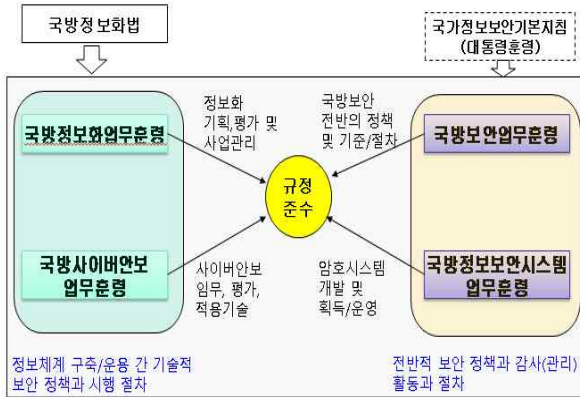 국방정보화법
국가정보보안기본지침
(대통령훈령)
국방정보화업무훈령
정보화
기획,평가 및
사업관리
국방보안
전반의 정책
및 기준/절차
국방보안업무훈령
규정
준수
국방사이버안보
업무훈령
사이버안보
임무, 평가,
적용기술
암호시스템
개발 및
획득/운영
국방정보보안시스템
업무훈령
정보체계 구축/운용 간 기술적
보안 정책과 시행 절차
전반적 보안 정책과 감사(관리)
활동과 절차